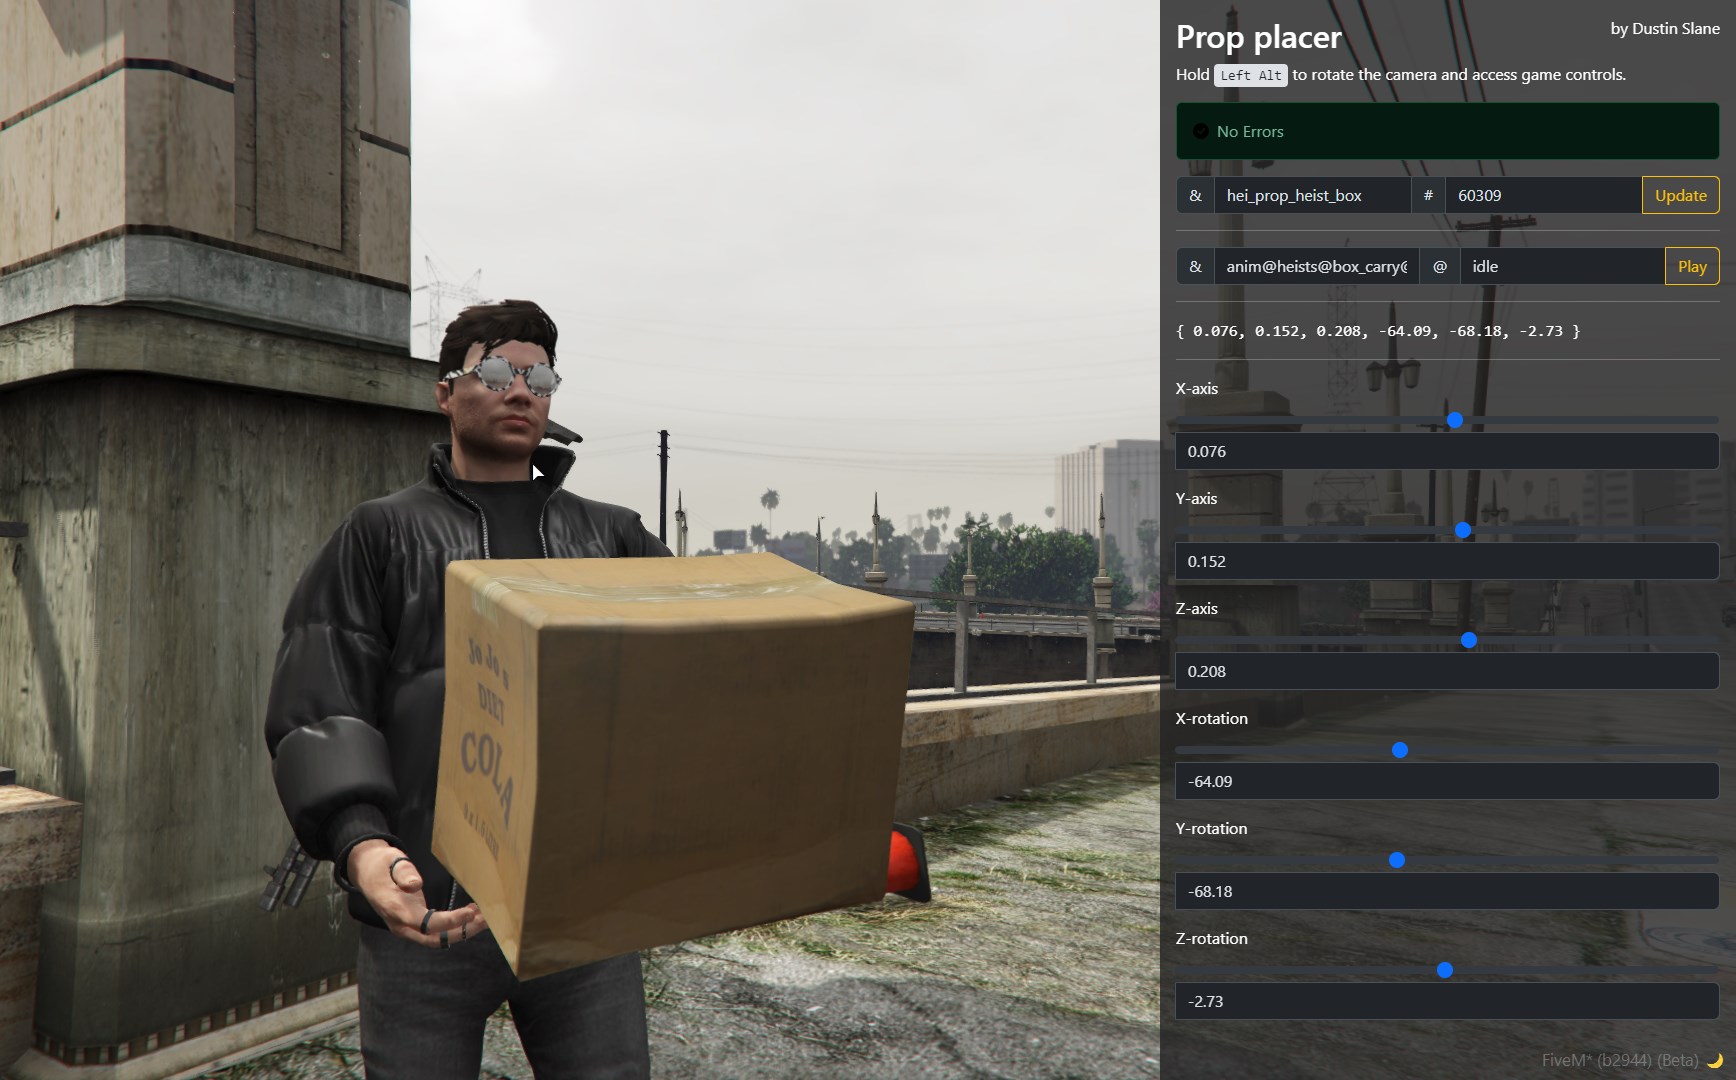 Prop placer
by Dustin Slane
Hold Left Alt to rotate the camera and access game controls.
No Errors
& hei_prop_heist_box # 60309 Update
& anim@heists@box_carry@ @ idle Play
{ 0.076, 0.152, 0.208, -64.09, -68.18, -2.73 }
X-axis
0.076
Y-axis
0.152
Z-axis
0.208
X-rotation
-64.09
Y-rotation
-68.18
Z-rotation
-2.73
FiveM* (b2944) (Beta)
DIET
COLA